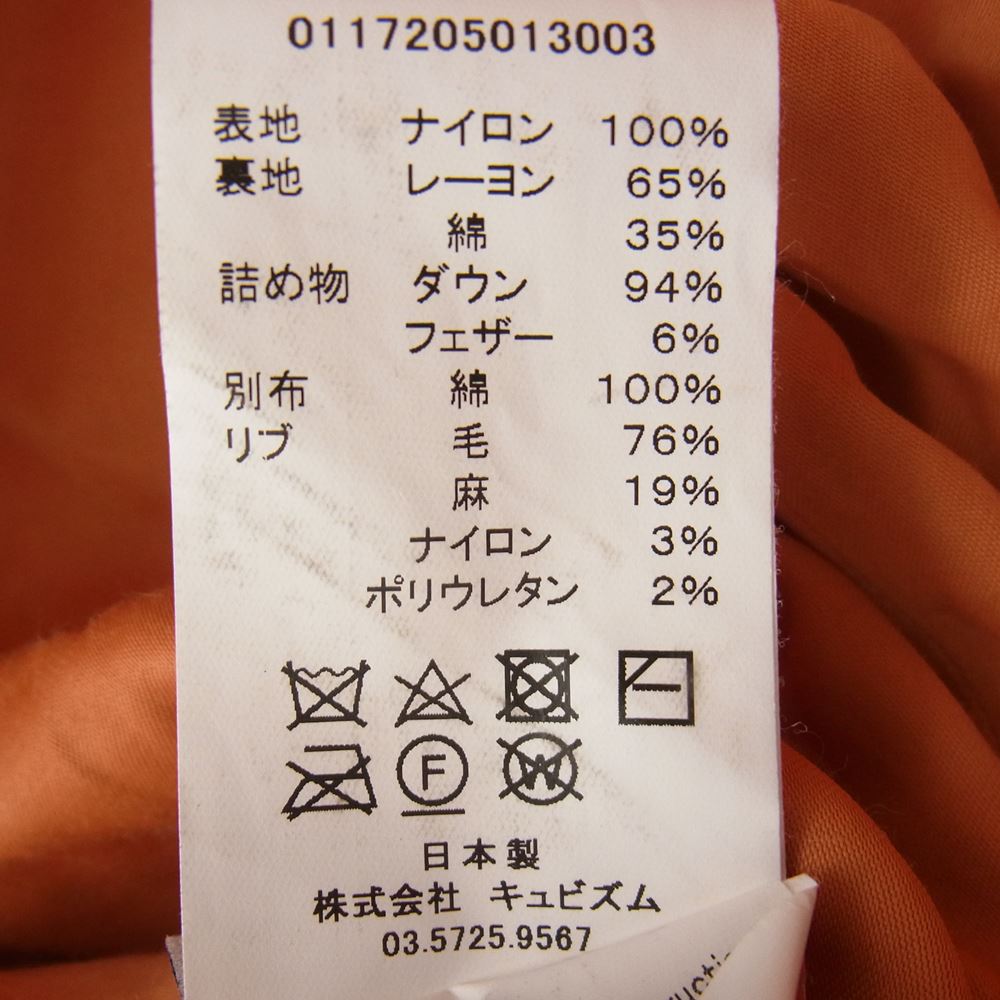 0117205013003
表地 ナイロン 100%
裏地 レーヨン 65%
綿 35%
詰め物 ダウン 94%
フェザー 6%
別布 綿 100%
リブ 毛 76%
麻 19%
ナイロン 3%
ポリウレタン 2%
F W
日本製
株式会社 キュビズム
03.5725.9567